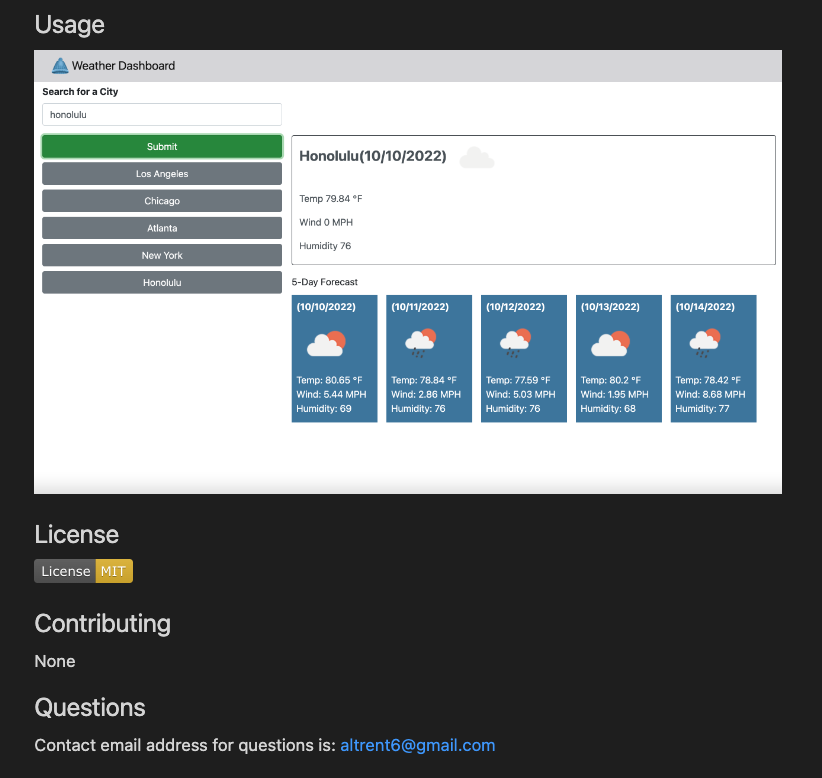 Usage
Weather Dashboard
Search for a City
honolulu
Submit
Los Angeles
Chicago
Atlanta
New York
Honolulu
Honolulu(10/10/2022)
Temp 79.84 °F
Wind 0 MPH
Humidity 76
5-Day Forecast
(10/10/2022)
Temp: 80.65 °F
Wind: 5.44 MPH
Humidity: 69
(10/11/2022)
Temp: 78.84 °F
Wind: 2.86 MPH
Humidity: 76
(10/12/2022)
Temp: 77.59 °F
Wind: 5.03 MPH
Humidity: 76
(10/13/2022)
Temp: 80.2 °F
Wind: 1.95 MPH
Humidity: 68
(10/14/2022)
Temp: 78.42 °F
Wind: 8.68 MPH
Humidity: 77
License
License MIT
Contributing
None
Questions
Contact email address for questions is: altrent6@gmail.com